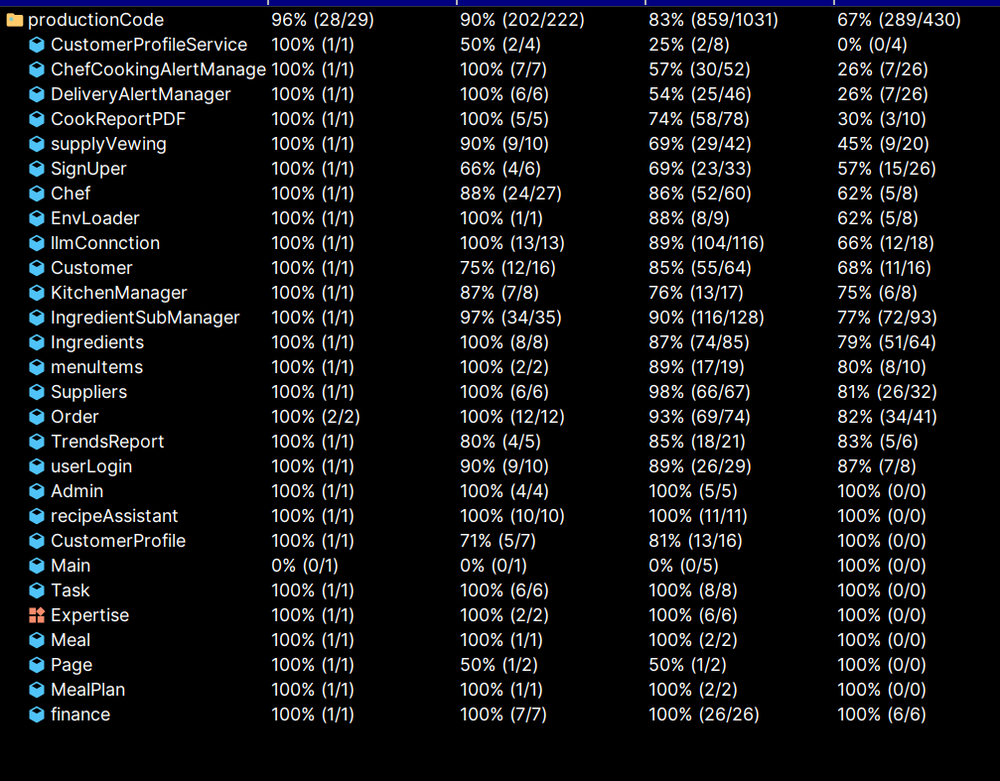 productionCode 96% (28/29) 90% (202/222) 83% (859/1031) 67% (289/430)
CustomerProfileService 100% (1/1) 50% (2/4) 25% (2/8) 0% (0/4)
ChefCookingAlertManage 100% (1/1) 100% (7/7) 57% (30/52) 26% (7/26)
DeliveryAlertManager 100% (1/1) 100% (6/6) 54% (25/46) 26% (7/26)
CookReportPDF 100% (1/1) 100% (5/5) 74% (58/78) 30% (3/10)
supplyVewing 100% (1/1) 90% (9/10) 69% (29/42) 45% (9/20)
SignUper 100% (1/1) 66% (4/6) 69% (23/33) 57% (15/26)
Chef 100% (1/1) 88% (24/27) 86% (52/60) 62% (5/8)
EnvLoader 100% (1/1) 100% (1/1) 88% (8/9) 62% (5/8)
llmConnction 100% (1/1) 100% (13/13) 89% (104/116) 66% (12/18)
Customer 100% (1/1) 75% (12/16) 85% (55/64) 68% (11/16)
KitchenManager 100% (1/1) 87% (7/8) 76% (13/17) 75% (6/8)
IngredientSubManager 100% (1/1) 97% (34/35) 90% (116/128) 77% (72/93)
Ingredients 100% (1/1) 100% (8/8) 87% (74/85) 79% (51/64)
menuItems 100% (1/1) 100% (2/2) 89% (17/19) 80% (8/10)
Suppliers 100% (1/1) 100% (6/6) 98% (66/67) 81% (26/32)
Order 100% (2/2) 100% (12/12) 93% (69/74) 82% (34/41)
TrendsReport 100% (1/1) 80% (4/5) 85% (18/21) 83% (5/6)
userLogin 100% (1/1) 90% (9/10) 89% (26/29) 87% (7/8)
Admin 100% (1/1) 100% (4/4) 100% (5/5) 100% (0/0)
recipeAssistant 100% (1/1) 100% (10/10) 100% (11/11) 100% (0/0)
CustomerProfile 100% (1/1) 71% (5/7) 81% (13/16) 100% (0/0)
Main 0% (0/1) 0% (0/1) 0% (0/5) 100% (0/0)
Task 100% (1/1) 100% (6/6) 100% (8/8) 100% (0/0)
Expertise 100% (1/1) 100% (2/2) 100% (6/6) 100% (0/0)
Meal 100% (1/1) 100% (1/1) 100% (2/2) 100% (0/0)
Page 100% (1/1) 50% (1/2) 50% (1/2) 100% (0/0)
MealPlan 100% (1/1) 100% (1/1) 100% (2/2) 100% (0/0)
finance 100% (1/1) 100% (7/7) 100% (26/26) 100% (6/6)